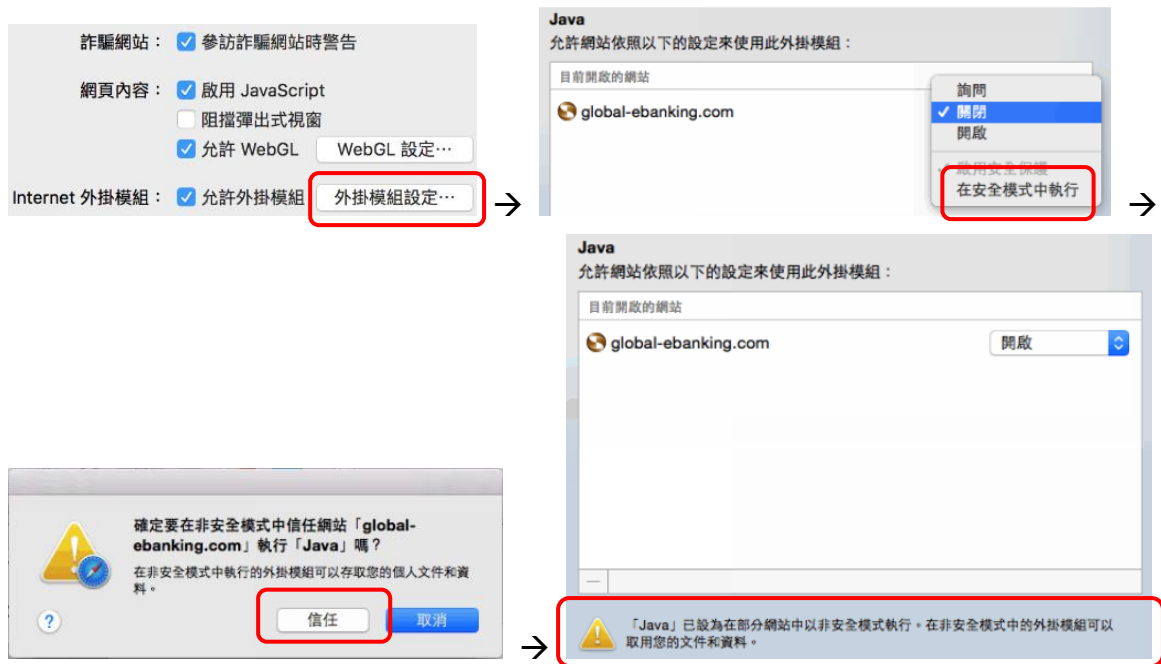 詐騙網站： 參訪詐騙網站時警告
網頁內容： 啟用 JavaScript
阻擋彈出式視窗
允許 WebGL WebGL 設定…
Internet 外掛模組： 允許外掛模組 外掛模組設定…
→
Java
允許網站依照以下的設定來使用此外掛模組：
目前開啟的網站
global-ebanking.com
詢問
✓ 關閉
開啟
✓ 啟用安全保護
在安全模式中執行
→
確定要在非安全模式中信任網站「global-
ebanking.com」執行「Java」嗎？
在非安全模式中執行的外掛模組可以存取您的個人文件和資
料。
? 信任 取消
→
Java
允許網站依照以下的設定來使用此外掛模組：
目前開啟的網站
global-ebanking.com 開啟
—
「Java」已設為在部分網站中以非安全模式執行。在非安全模式中的外掛模組可以
取用您的文件和資料。